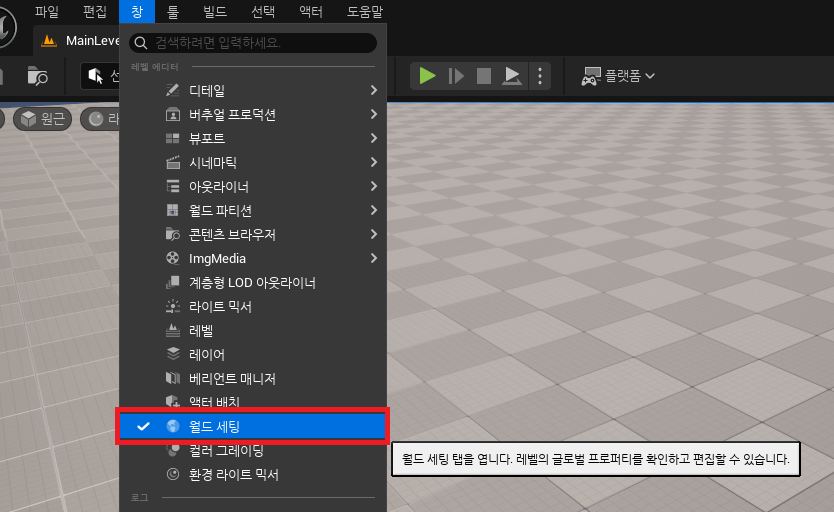 파일 편집 창 툴 빌드 선택 액터 도움말
MainLeve
검색하려면 입력하세요.
선
플랫폼
레벨 에디터
원근
라
디테일
버추얼 프로덕션
뷰포트
시네마틱
아웃라이너
월드 파티션
콘텐츠 브라우저
ImgMedia
계층형 LOD 아웃라이너
라이트 믹서
레벨
레이어
베리언트 매니저
액터 배치
월드 세팅
컬러 그레이딩
월드 세팅 탭을 엽니다. 레벨의 글로벌 프로퍼티를 확인하고 편집할 수 있습니다.
환경 라이트 믹서
로그